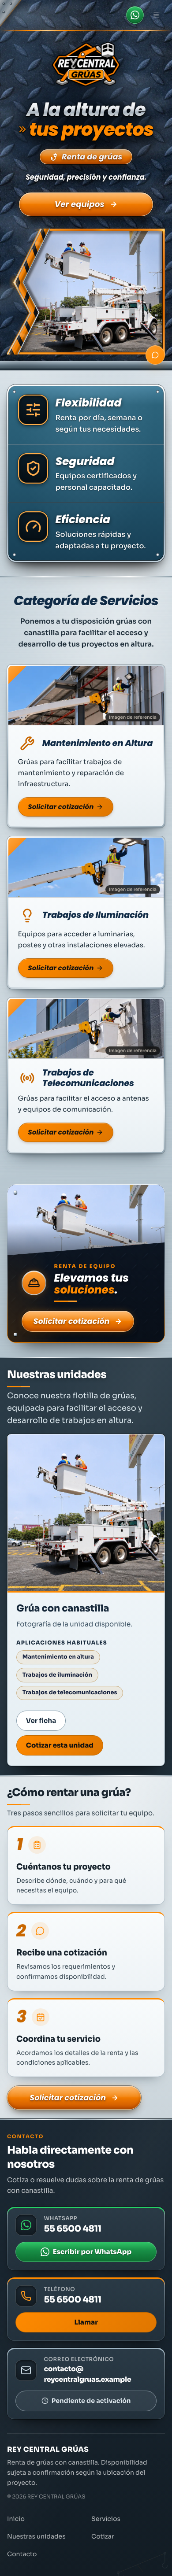 REY CENTRAL
GRÚAS
A la altura de
» tus proyectos
Renta de grúas
Seguridad, precisión y confianza.
Ver equipos →
Flexibilidad
Renta por día, semana o
según tus necesidades.
Seguridad
Equipos certificados y
personal capacitado.
Eficiencia
Soluciones rápidas y
adaptadas a tu proyecto.
Categoría de Servicios
Ponemos a tu disposición grúas con
canastilla para facilitar el acceso y
desarrollo de tus proyectos en altura.
Imagen de referencia
Mantenimiento en Altura
Grúas para facilitar trabajos de
mantenimiento y reparación de
infraestructura.
Solicitar cotización →
Imagen de referencia
Trabajos de Iluminación
Equipos para acceder a luminarias,
postes y otras instalaciones elevadas.
Solicitar cotización →
Imagen de referencia
Trabajos de
Telecomunicaciones
Grúas para facilitar el acceso a antenas
y equipos de comunicación.
Solicitar cotización →
RENTA DE EQUIPO
Elevamos tus
soluciones.
Solicitar cotización →
Nuestras unidades
Conoce nuestra flotilla de grúas,
equipada para facilitar el acceso y
desarrollo de trabajos en altura.
Grúa con canastilla
Fotografía de la unidad disponible.
APLICACIONES HABITUALES
Mantenimiento en altura
Trabajos de iluminación
Trabajos de telecomunicaciones
Ver ficha
Cotizar esta unidad
¿Cómo rentar una grúa?
Tres pasos sencillos para solicitar tu equipo.
1
Cuéntanos tu proyecto
Describe dónde, cuándo y para qué
necesitas el equipo.
2
Recibe una cotización
Revisamos los requerimientos y
confirmamos disponibilidad.
3
Coordina tu servicio
Acordamos los detalles de la renta y las
condiciones aplicables.
Solicitar cotización →
CONTACTO
Habla directamente con
nosotros
Cotiza o resuelve dudas sobre la renta de grúas
con canastilla.
WHATSAPP
55 6500 4811
Escribir por WhatsApp
TELÉFONO
55 6500 4811
Llamar
CORREO ELECTRÓNICO
contacto@
reycentralgruas.example
Pendiente de activación
REY CENTRAL GRÚAS
Renta de grúas con canastilla. Disponibilidad
sujeta a confirmación según la ubicación del
proyecto.
© 2026 REY CENTRAL GRÚAS
Inicio Servicios
Nuestras unidades Cotizar
Contacto